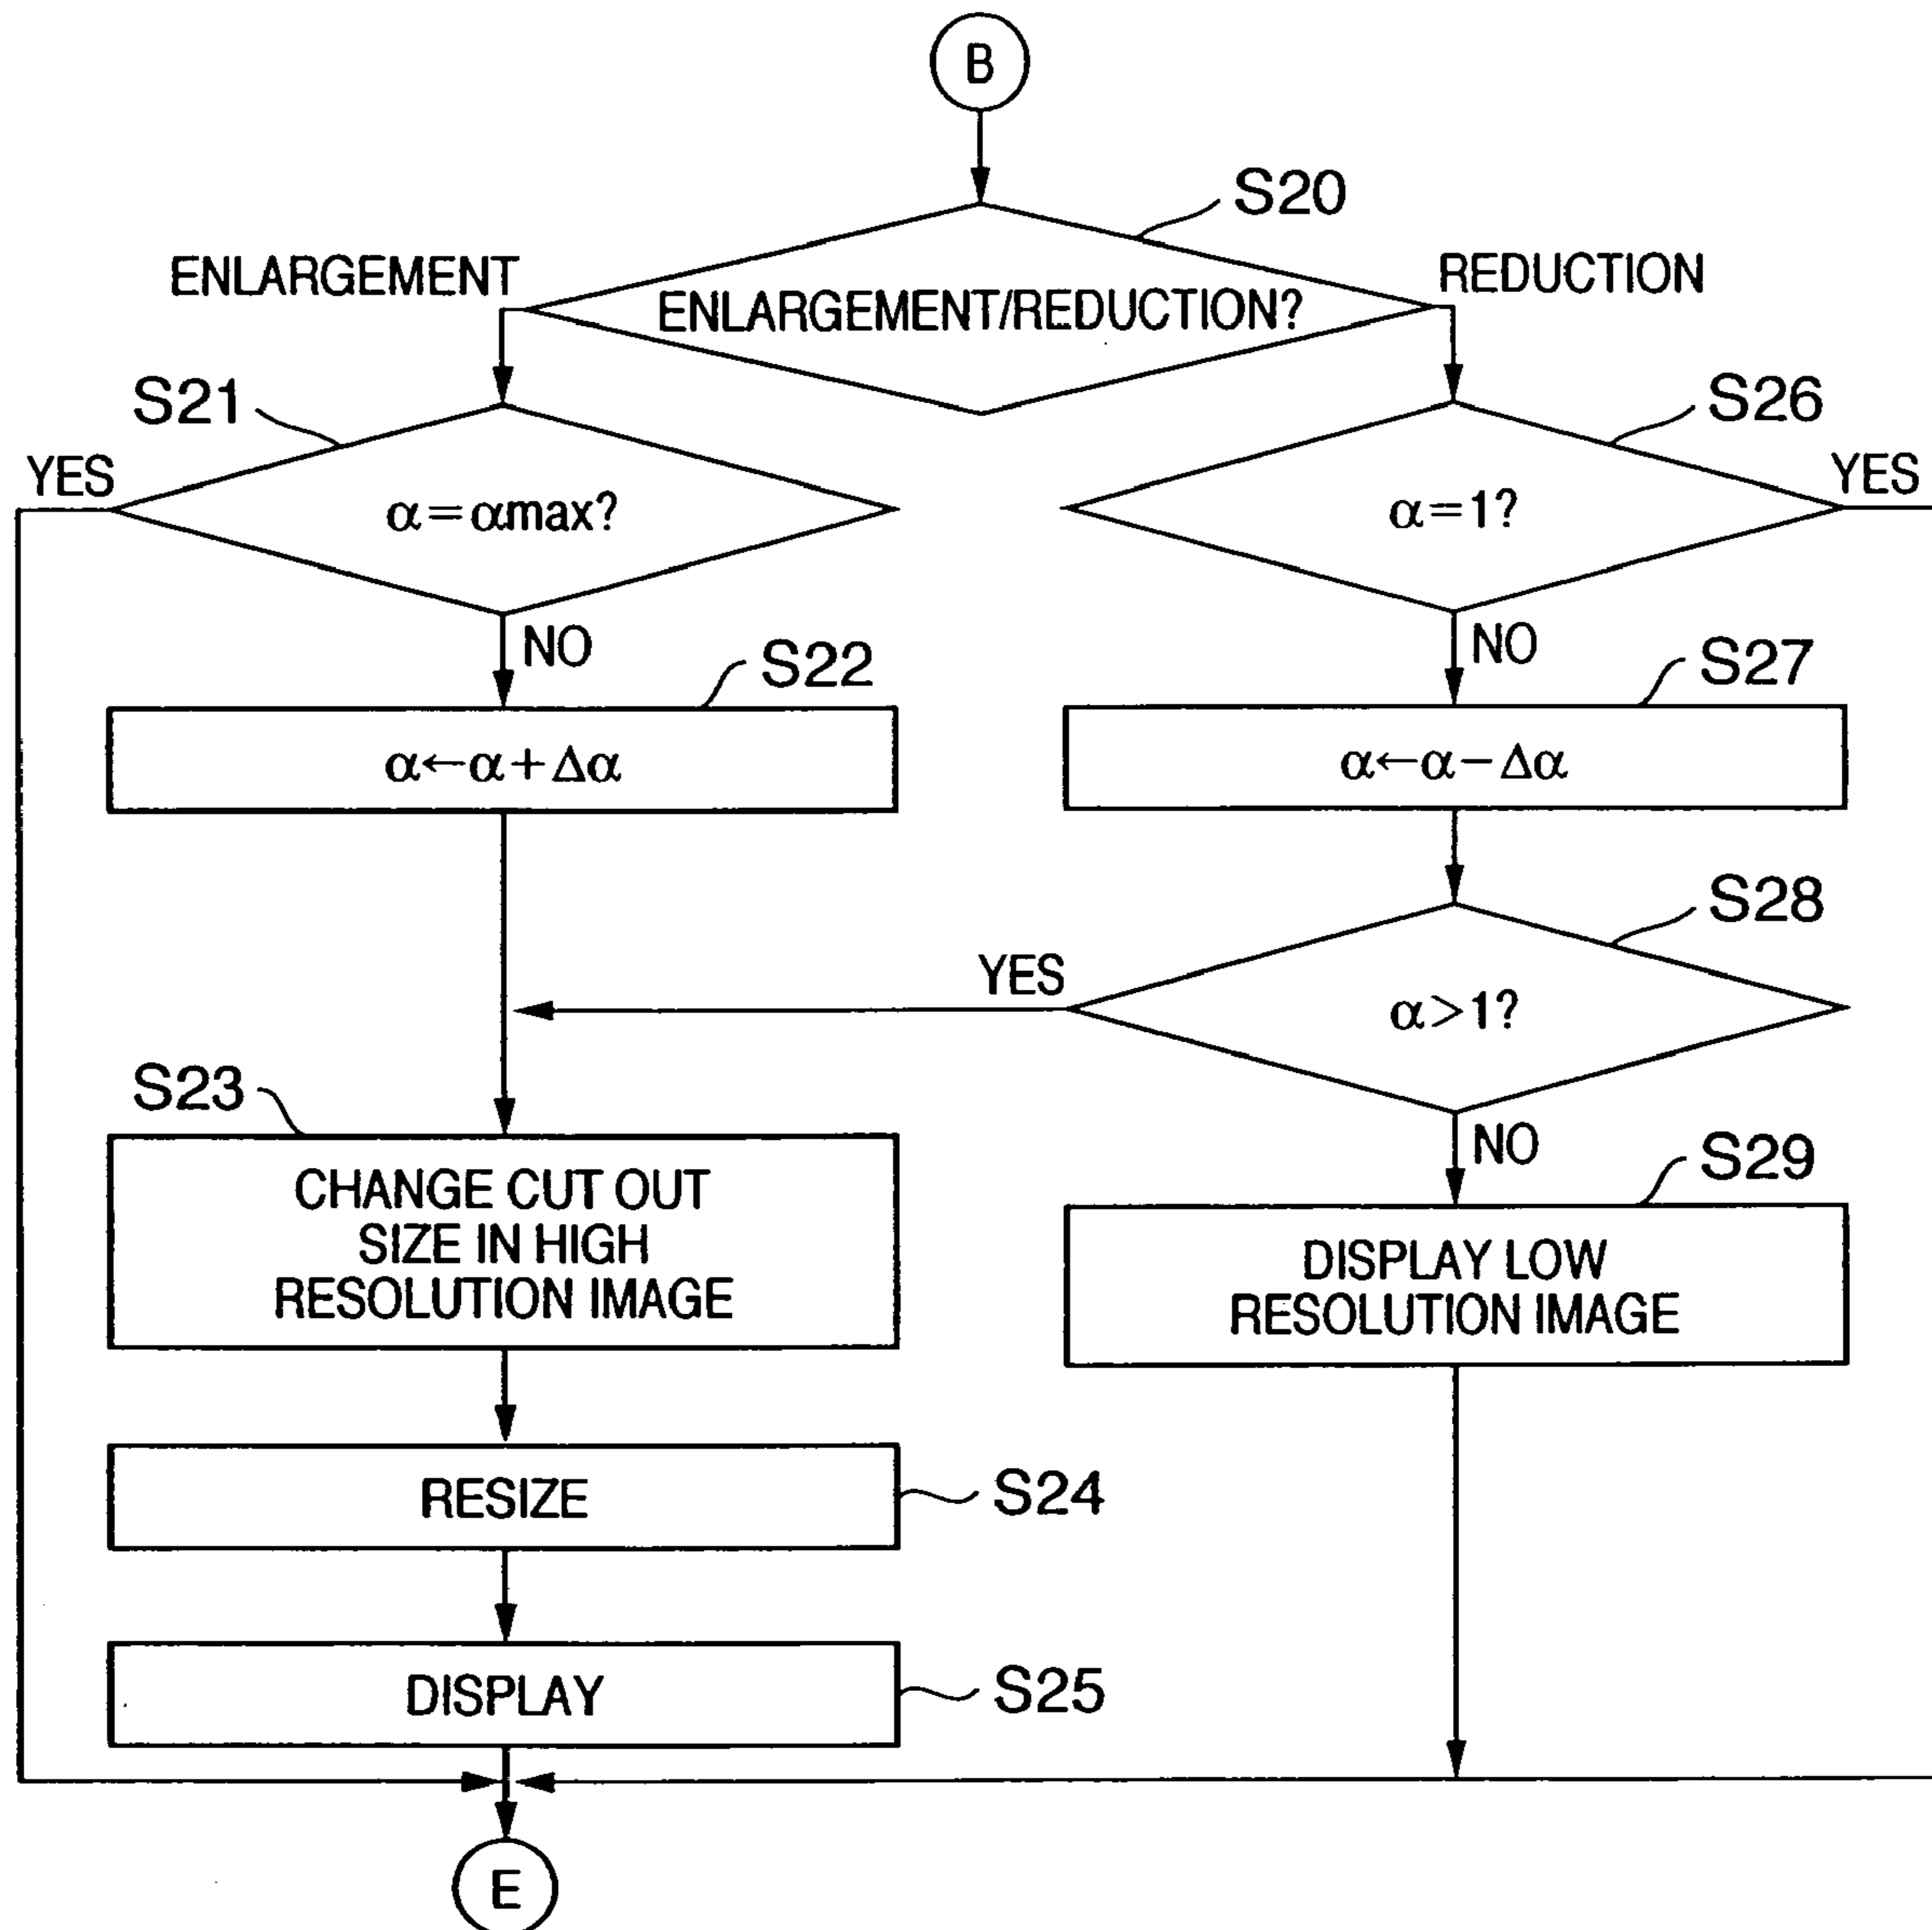 B
S20
ENLARGEMENT
REDUCTION
ENLARGEMENT/REDUCTION?
S21
S26
YES
α=αmax?
α=1?
YES
NO
NO
S22
S27
α←α+Δα
α←α−Δα
S28
YES
α>1?
S23
NO
S29
CHANGE CUT OUT
SIZE IN HIGH
RESOLUTION IMAGE
DISPLAY LOW
RESOLUTION IMAGE
RESIZE
S24
DISPLAY
S25
E